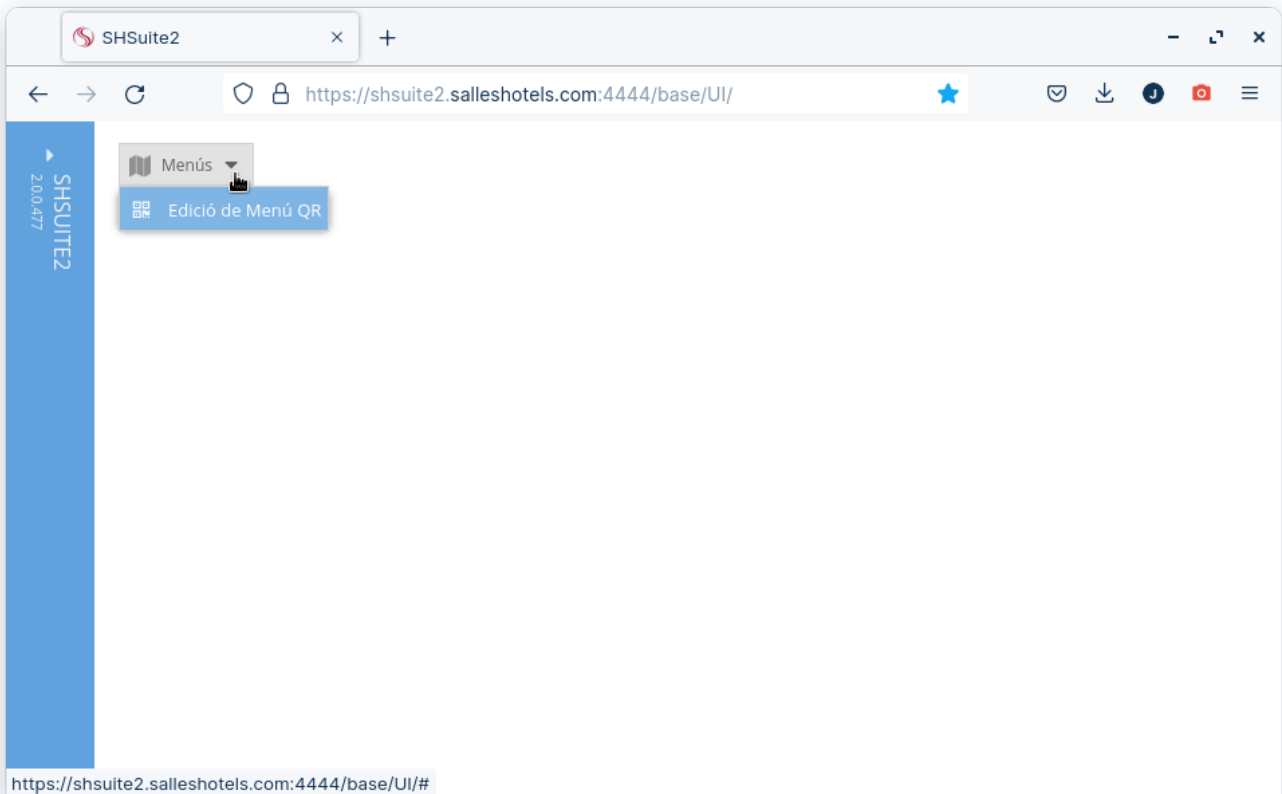 SHSuite2
https://shsuite2.salleshotels.com:4444/base/UI/
J
SHSUITE2
2.0.0.477
Menús
Edició de Menú QR
https://shsuite2.salleshotels.com:4444/base/UI/#